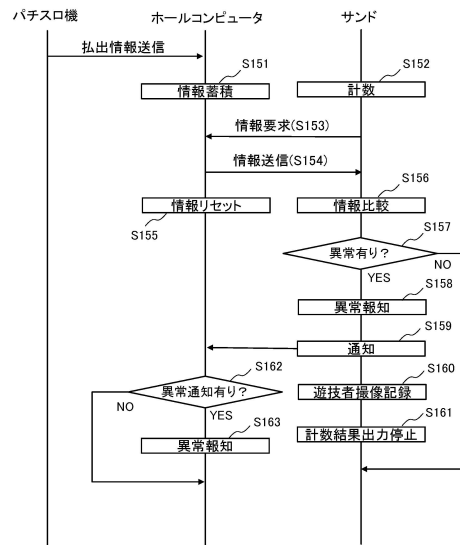 パチスロ機
ホールコンピュータ
サンド
払出情報送信
S151
S152
情報蓄積
計数
情報要求(S153)
情報送信(S154)
S156
情報リセット
情報比較
S155
S157
異常有り?
NO
YES
S158
異常報知
S159
通知
S162
S160
異常通知有り?
遊技者撮像記録
NO
YES
S163
S161
異常報知
計数結果出力停止